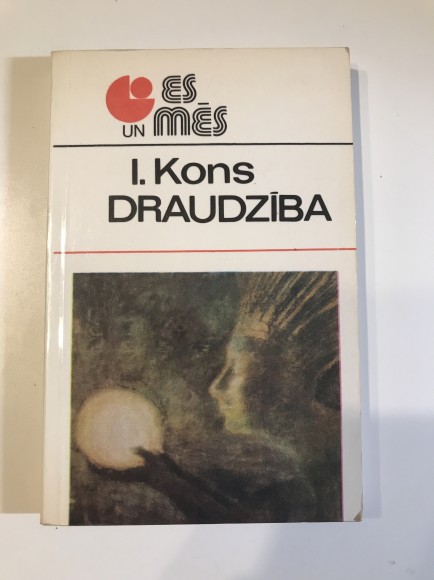 ES
UN MĒS
I. Kons
DRAUDZĪBA